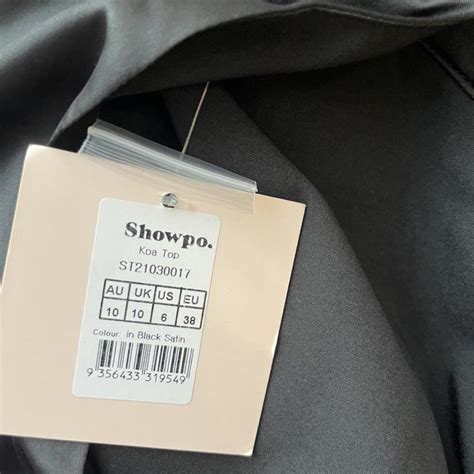 Showpo.
Koa Top
ST21030017
AU UK US EU
10 10 6 38
Colour: in Black Satin
9 356433 319549